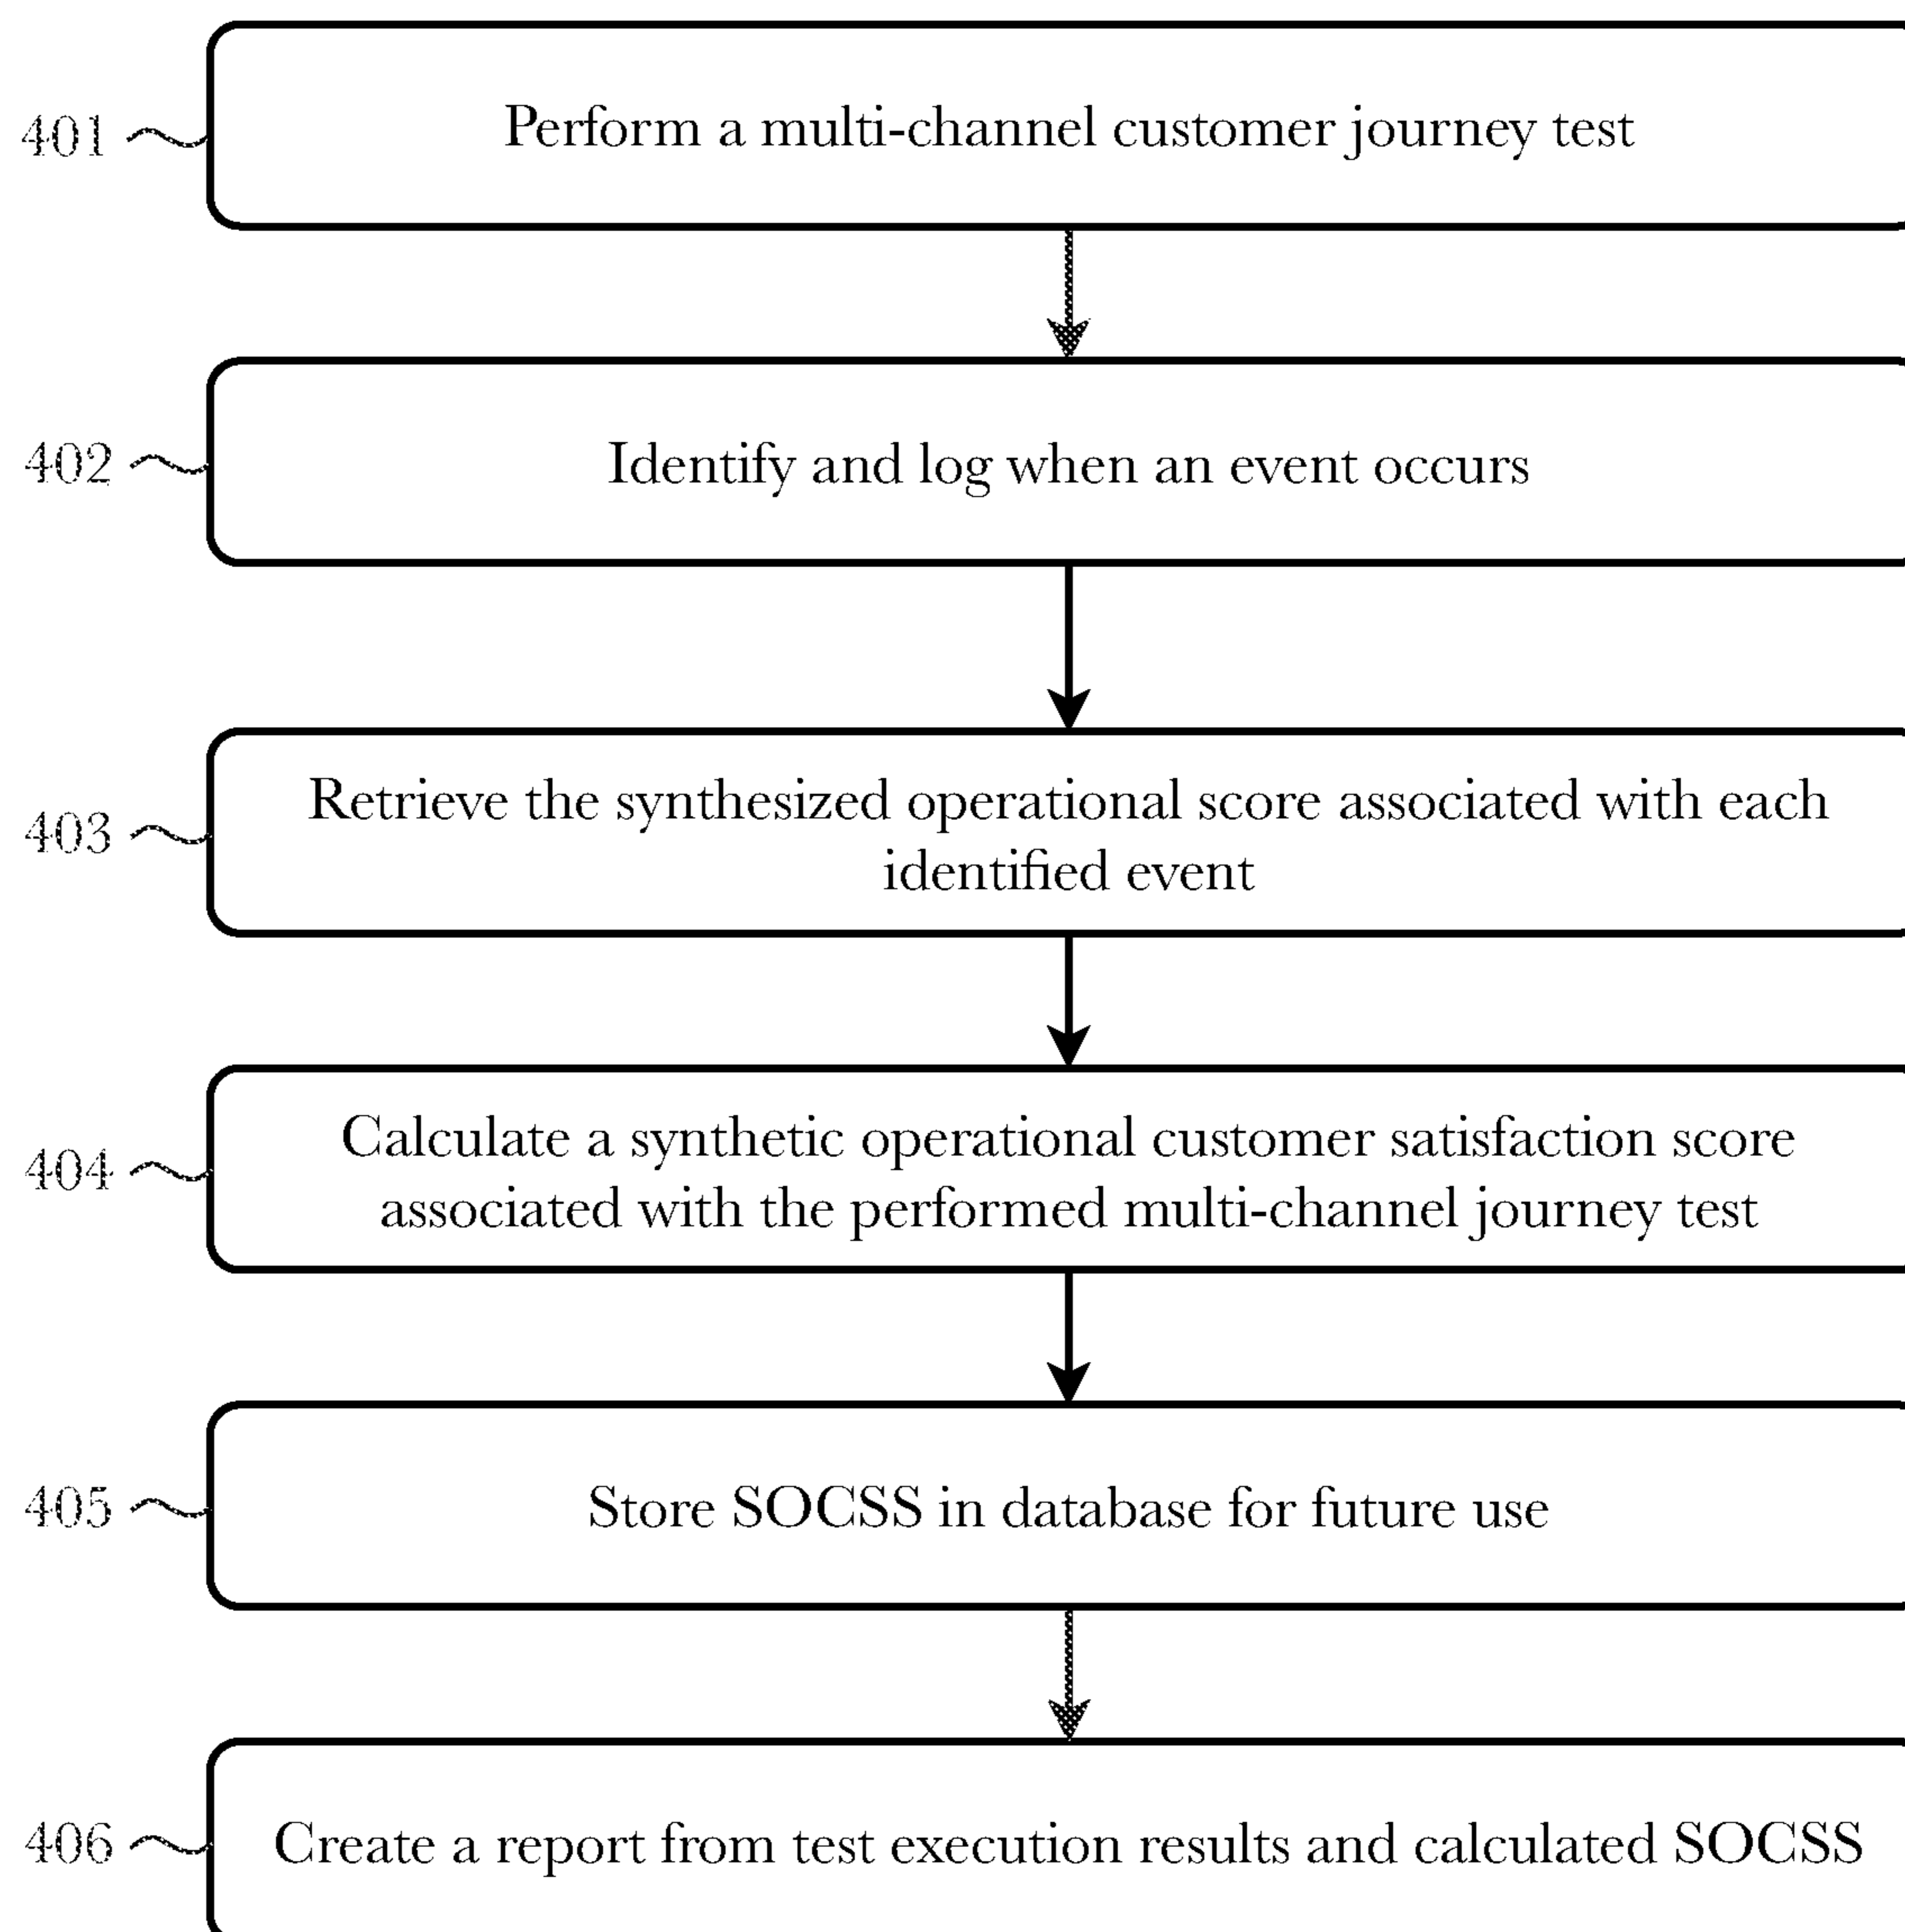 401
Perform a multi-channel customer journey test
402
Identify and log when an event occurs
403
Retrieve the synthesized operational score associated with each
identified event
404
Calculate a synthetic operational customer satisfaction score
associated with the performed multi-channel journey test
405
Store SOCSS in database for future use
406
Create a report from test execution results and calculated SOCSS